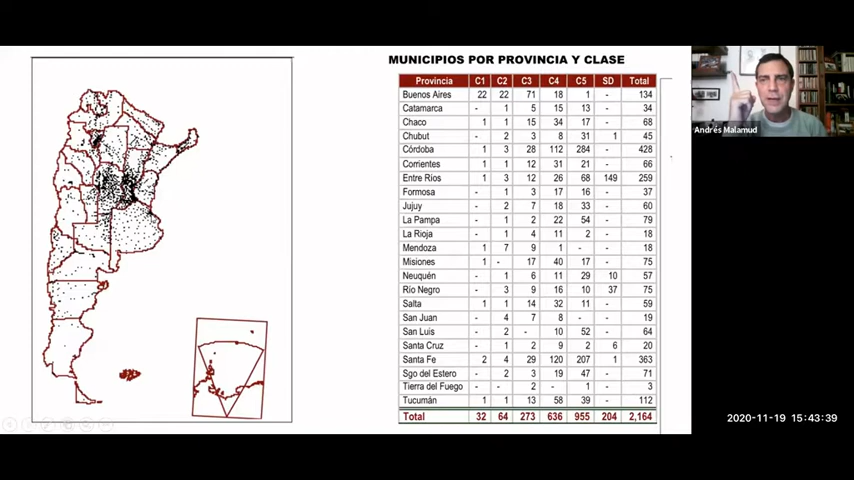 MUNICIPIOS POR PROVINCIA Y CLASE
Provincia C1 C2 C3 C4 C5 SD Total
Buenos Aires 22 22 71 18 1 - 134
Catamarca - 1 5 15 13 - 34
Chaco 1 1 15 34 17 - 68
Chubut - 2 3 8 31 1 45
Córdoba 1 3 28 112 284 - 428
Corrientes 1 1 12 31 21 - 66
Entre Ríos 1 3 12 26 68 149 259
Formosa - 1 3 17 16 - 37
Jujuy - 2 7 18 33 - 60
La Pampa - 1 2 22 54 - 79
La Rioja - 1 4 11 2 - 18
Mendoza 1 7 9 1 - - 18
Misiones 1 - 17 40 17 - 75
Neuquén - 1 6 11 29 10 57
Río Negro - 3 9 16 10 37 75
Salta 1 1 14 32 11 - 59
San Juan - 4 7 8 - - 19
San Luis - 2 - 10 52 - 64
Santa Cruz - 1 2 9 2 6 20
Santa Fe 2 4 29 120 207 1 363
Sgo del Estero - 2 3 19 47 - 71
Tierra del Fuego - - 2 - 1 - 3
Tucumán 1 1 13 58 39 - 112
Total 32 64 273 636 955 204 2,164
Andrés Malamud
2020-11-19 15:43:39